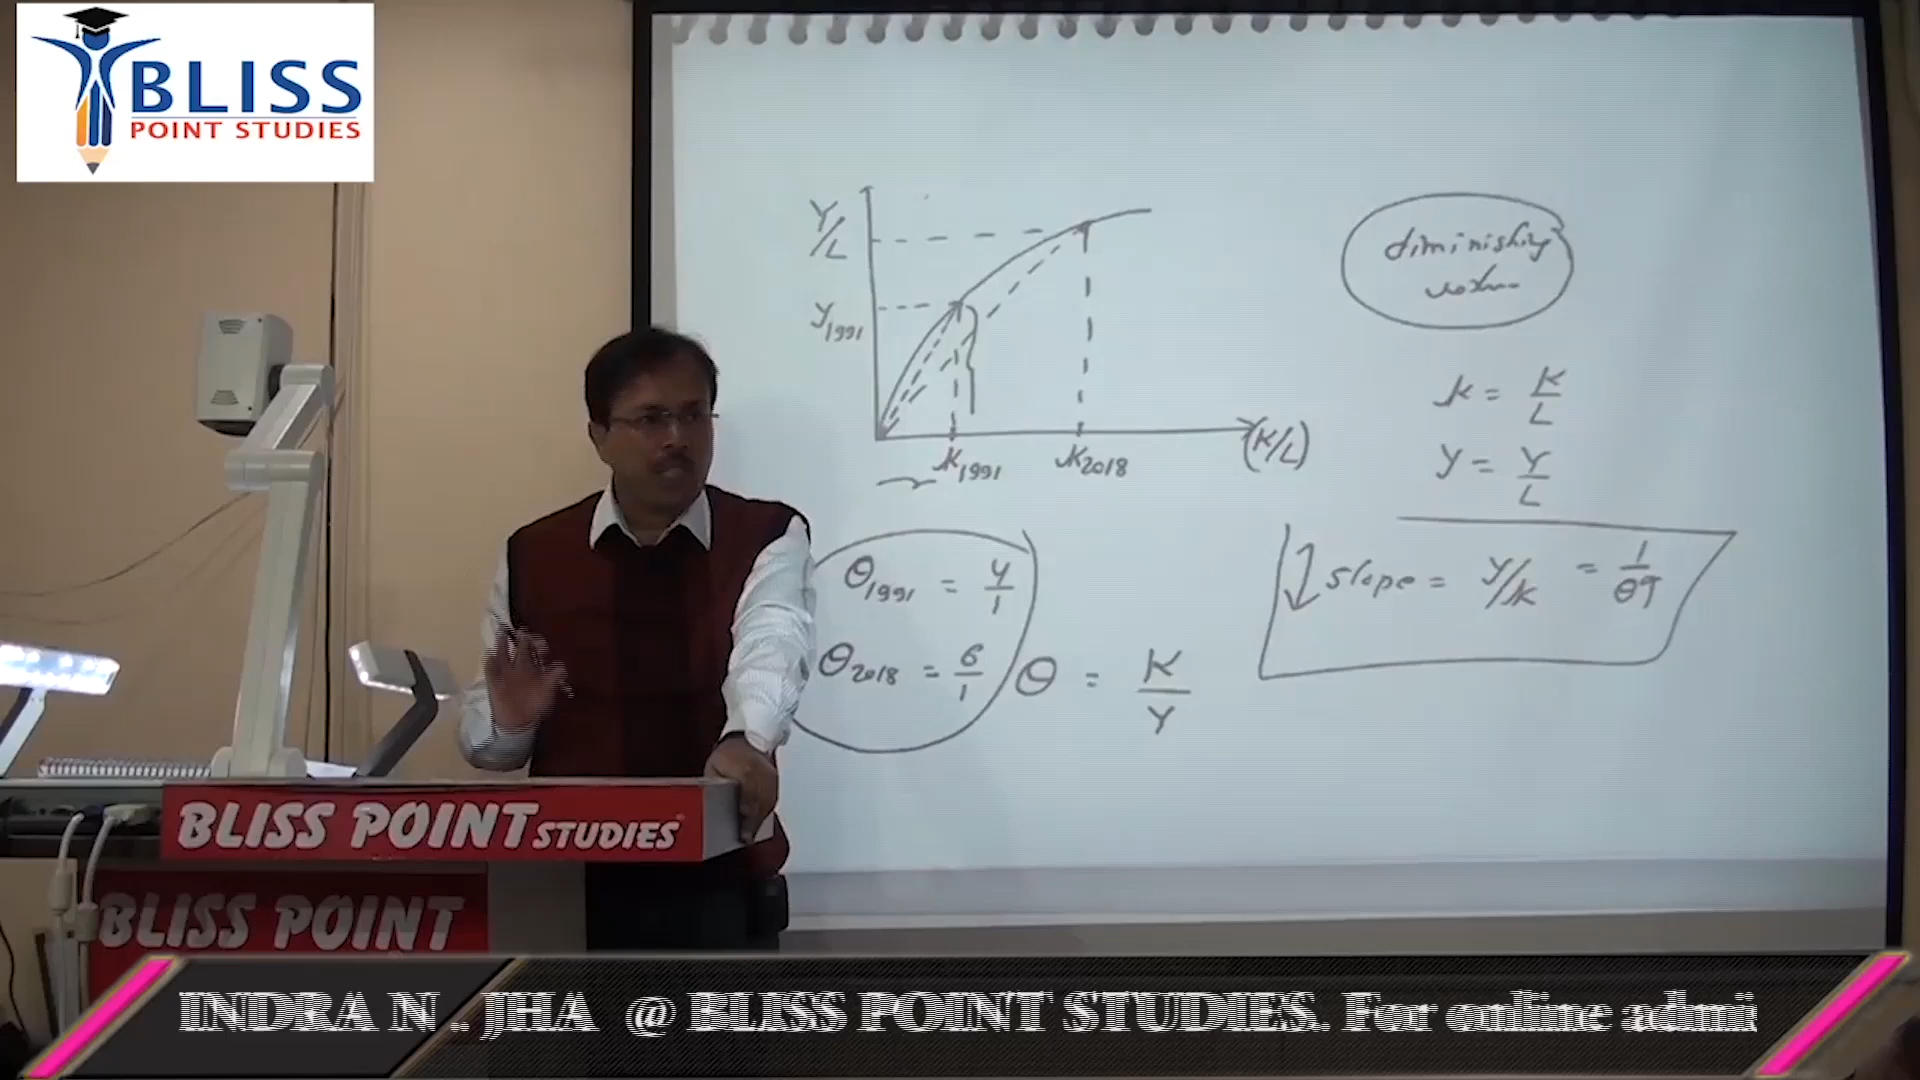 BLISS
POINT STUDIES
Y/L
y1991
k1991
k2018
(K/L)
diminishing
k = K/L
y = Y/L
slope = y/k = 1/θ↑
θ1991 = 4/1
θ2018 = 6/1
θ = K/Y
BLISS POINT STUDIES
BLISS POINT
INDRA N .. JHA @ BLISS POINT STUDIES.. For online admi